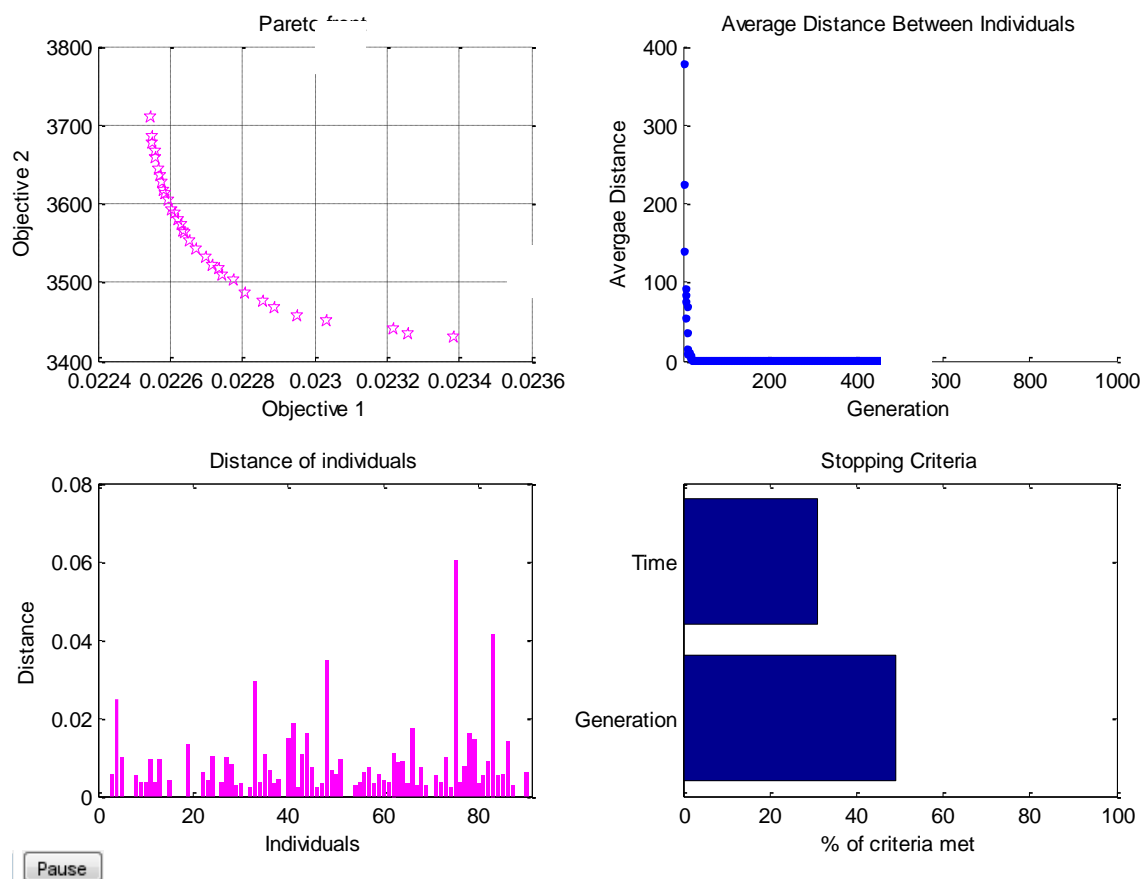 Pareto front
3800
3700
3600
3500
3400
Objective 2
0.0224 0.0226 0.0228 0.023 0.0232 0.0234 0.0236
Objective 1
Average Distance Between Individuals
400
300
200
100
0
Avergae Distance
200 400 600 800 1000
Generation
Distance of individuals
0.08
0.06
0.04
0.02
0
Distance
0 20 40 60 80
Individuals
Stopping Criteria
Time
Generation
0 20 40 60 80 100
% of criteria met
Pause